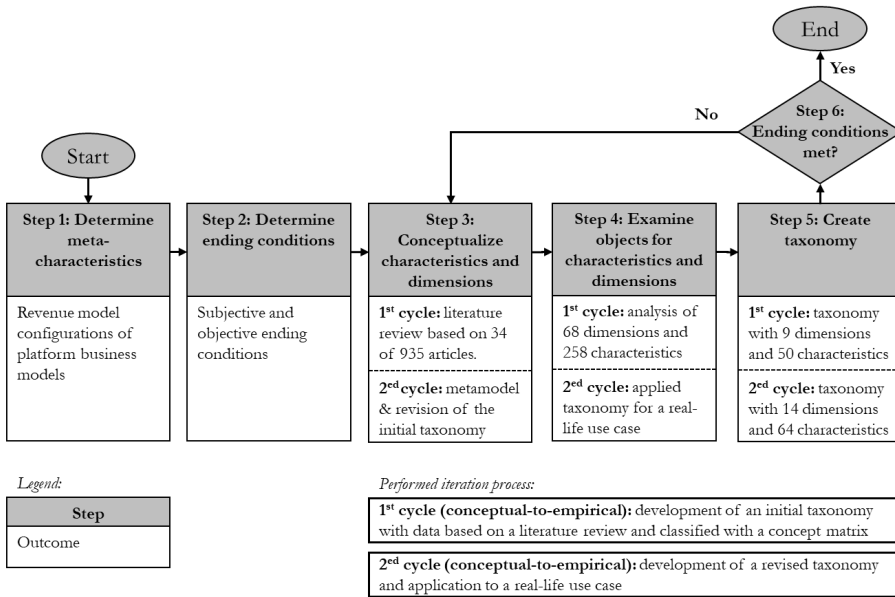 End
Yes
No
Step 6:
Ending conditions
met?
Start
Step 1: Determine
meta-
characteristics
Revenue model
configurations of
platform business
models
Step 2: Determine
ending conditions
Subjective and
objective ending
conditions
Step 3:
Conceptualize
characteristics and
dimensions
1st cycle: literature
review based on 34
of 935 articles.
2ed cycle: metamodel
& revision of the
initial taxonomy
Step 4: Examine
objects for
characteristics and
dimensions
1st cycle: analysis of
68 dimensions and
258 characteristics
2ed cycle: applied
taxonomy for a real-
life use case
Step 5: Create
taxonomy
1st cycle: taxonomy
with 9 dimensions
and 50 characteristics
2ed cycle: taxonomy
with 14 dimensions
and 64 characteristics
Legend:
Step
Outcome
Performed iteration process:
1st cycle (conceptual-to-empirical): development of an initial taxonomy
with data based on a literature review and classified with a concept matrix
2ed cycle (conceptual-to-empirical): development of a revised taxonomy
and application to a real-life use case